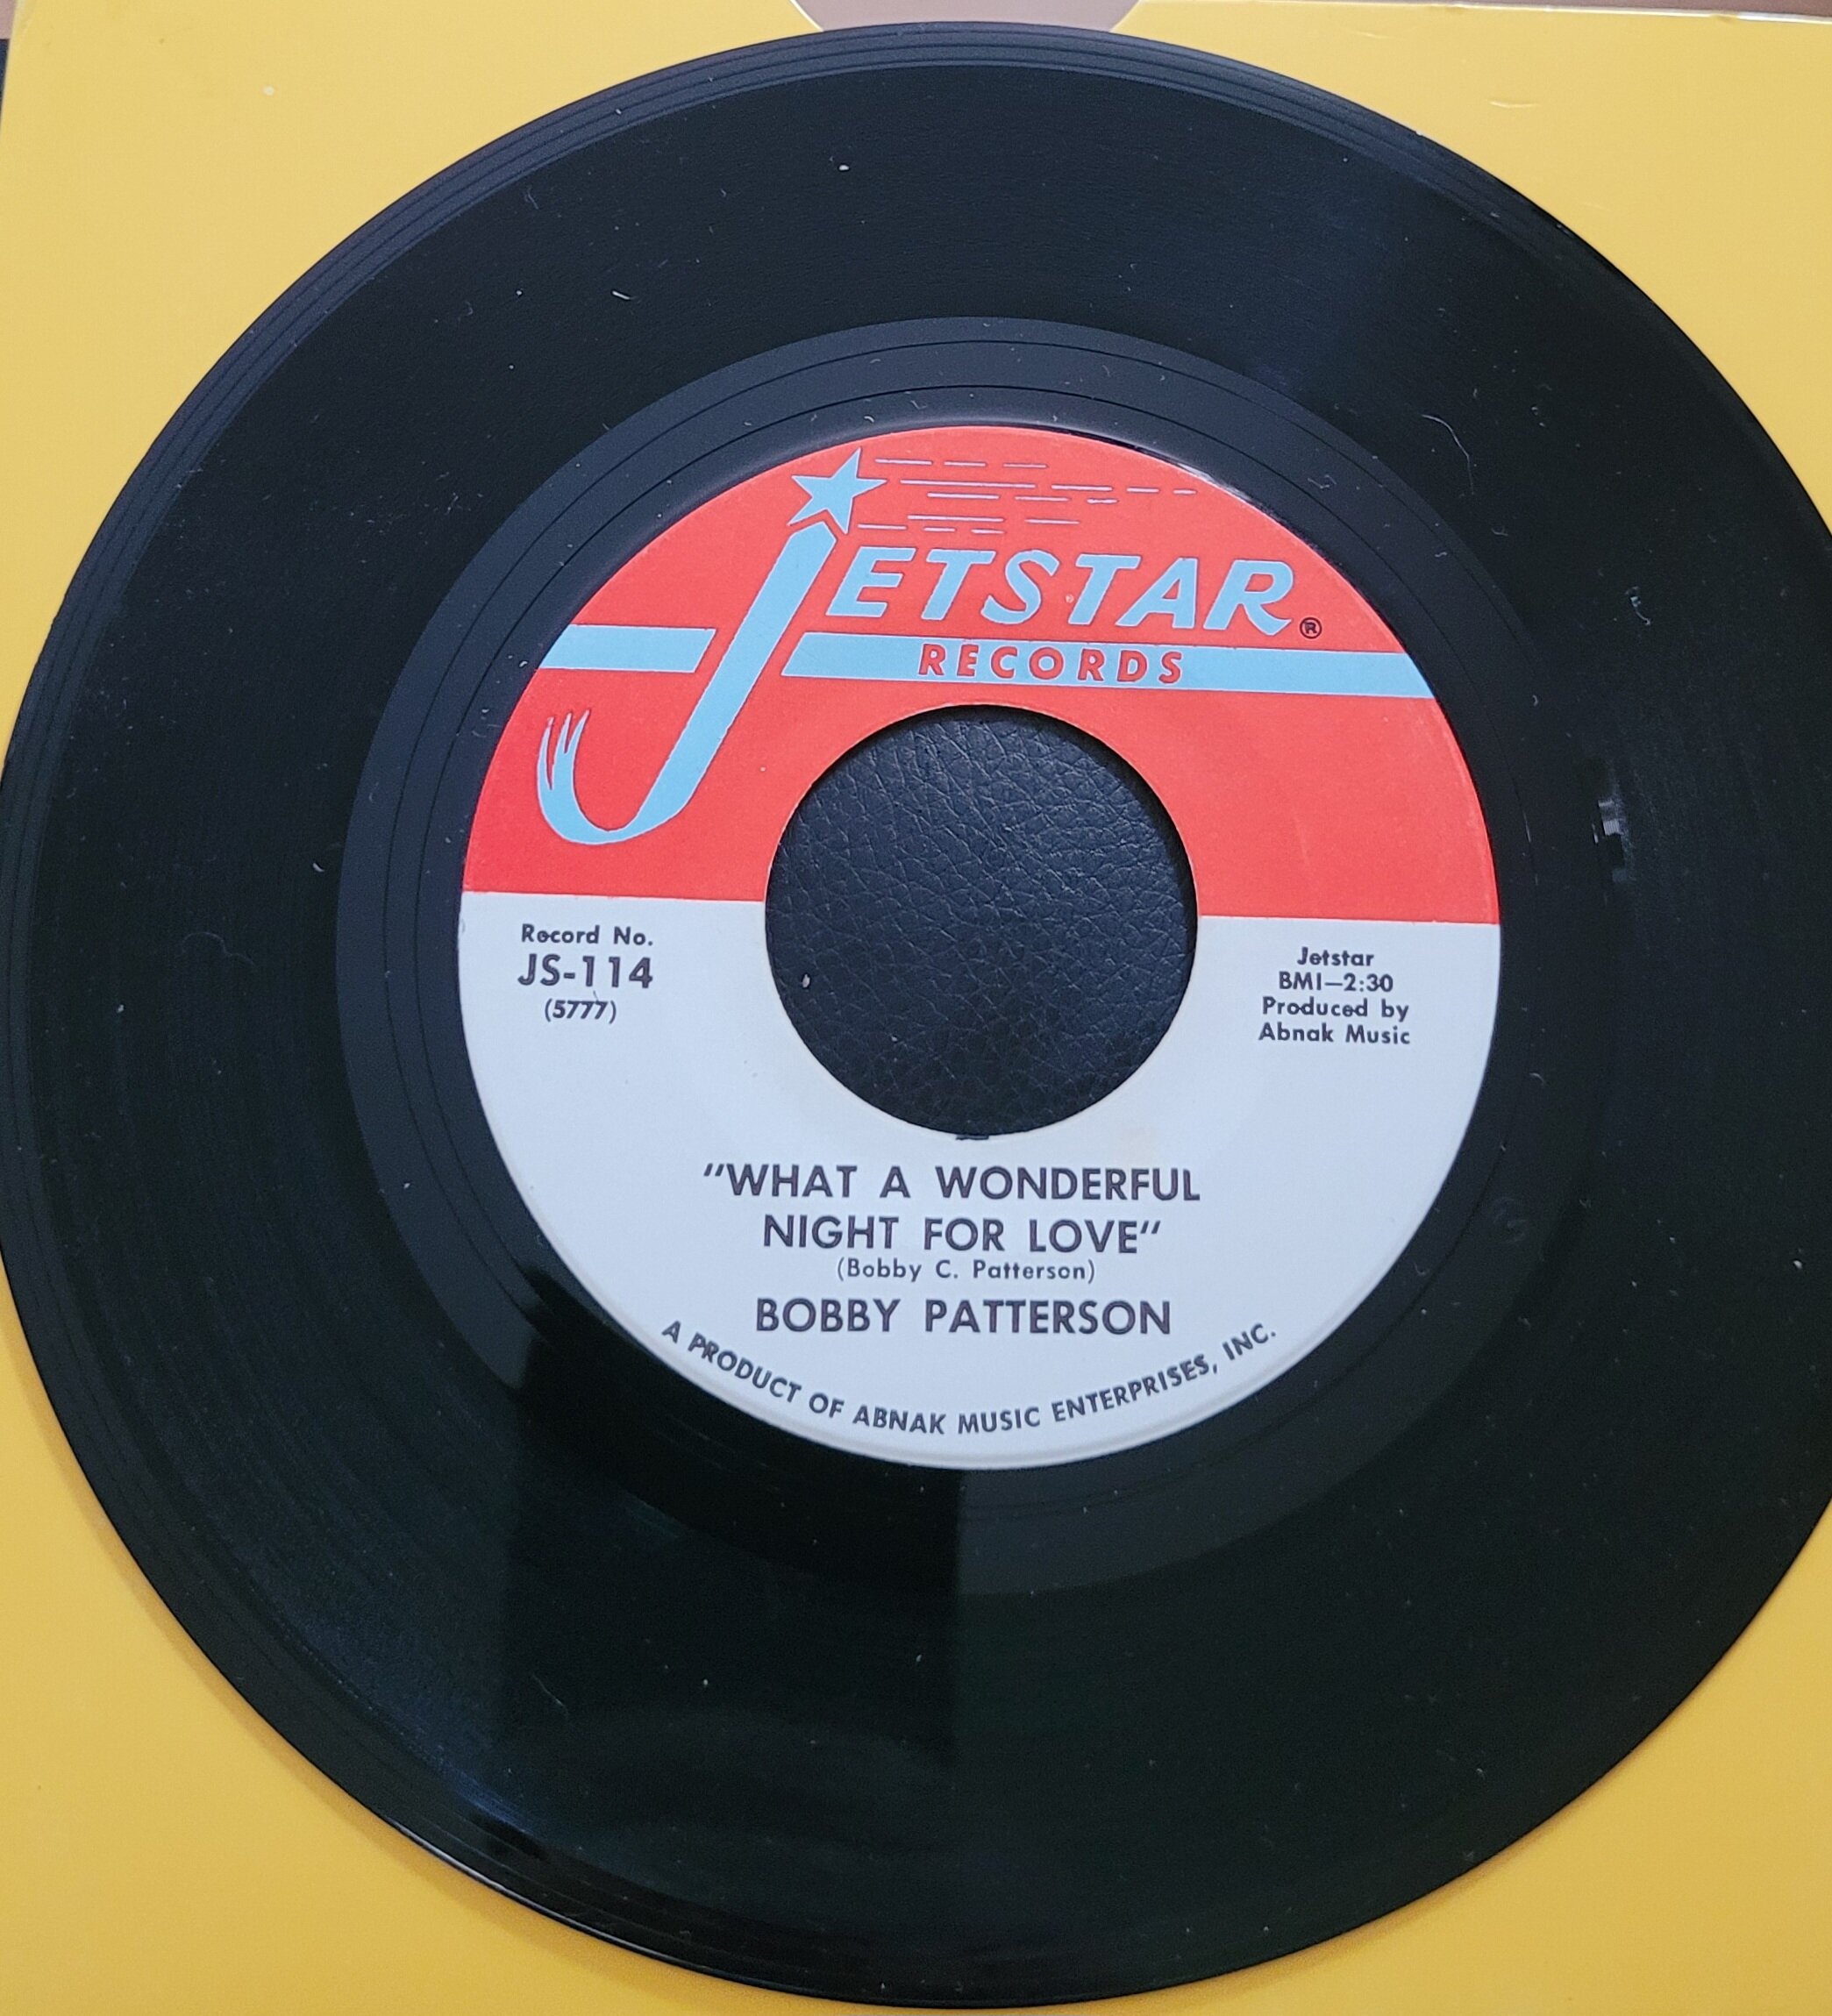 JETSTAR®
RECORDS
Record No.
JS-114
(5777)
Jetstar
BMI—2:30
Produced by
Abnak Music
"WHAT A WONDERFUL
NIGHT FOR LOVE"
(Bobby C. Patterson)
BOBBY PATTERSON
A PRODUCT OF ABNAK MUSIC ENTERPRISES, INC.